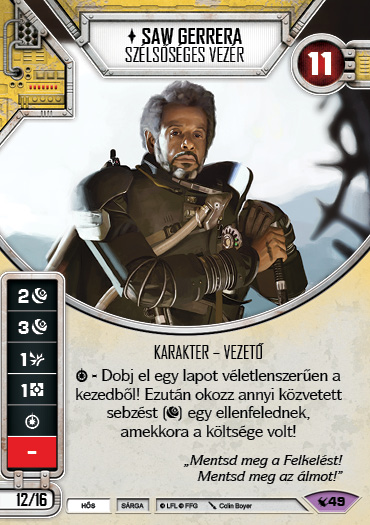 SAW GERRERA
SZÉLSŐSÉGES VEZÉR
11
2
3
1
1
–
KARAKTER – VEZETŐ
- Dobj el egy lapot véletlenszerűen a
kezedből! Ezután okozz annyi közvetett
sebzést ( ) egy ellenfelednek,
amekkora a költsége volt!
„Mentsd meg a Felkelést!
Mentsd meg az álmot!”
12/16
HŐS
SÁRGA
© LFL © FFG
Colin Boyer
49